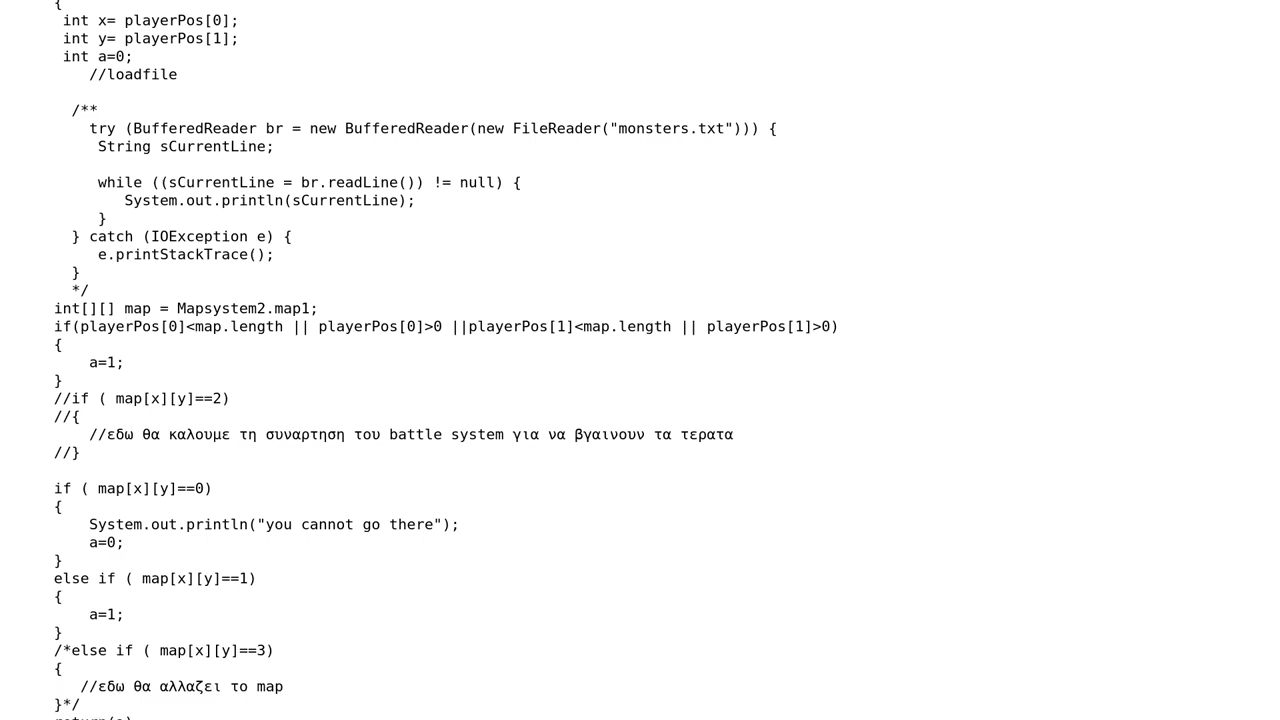 {
int x= playerPos[0];
int y= playerPos[1];
int a=0;
//loadfile
/**
try (BufferedReader br = new BufferedReader(new FileReader("monsters.txt"))) {
String sCurrentLine;
while ((sCurrentLine = br.readLine()) != null) {
System.out.println(sCurrentLine);
}
} catch (IOException e) {
e.printStackTrace();
}
*/
int[][] map = Mapsystem2.map1;
if(playerPos[0]<map.length || playerPos[0]>0 ||playerPos[1]<map.length || playerPos[1]>0)
{
a=1;
}
//if ( map[x][y]==2)
//{
//εδω θα καλουμε τη συναρτηση του battle system για να βγαινουν τα τερατα
//}
if ( map[x][y]==0)
{
System.out.println("you cannot go there");
a=0;
}
else if ( map[x][y]==1)
{
a=1;
}
/*else if ( map[x][y]==3)
{
//εδω θα αλλαζει το map
}*/